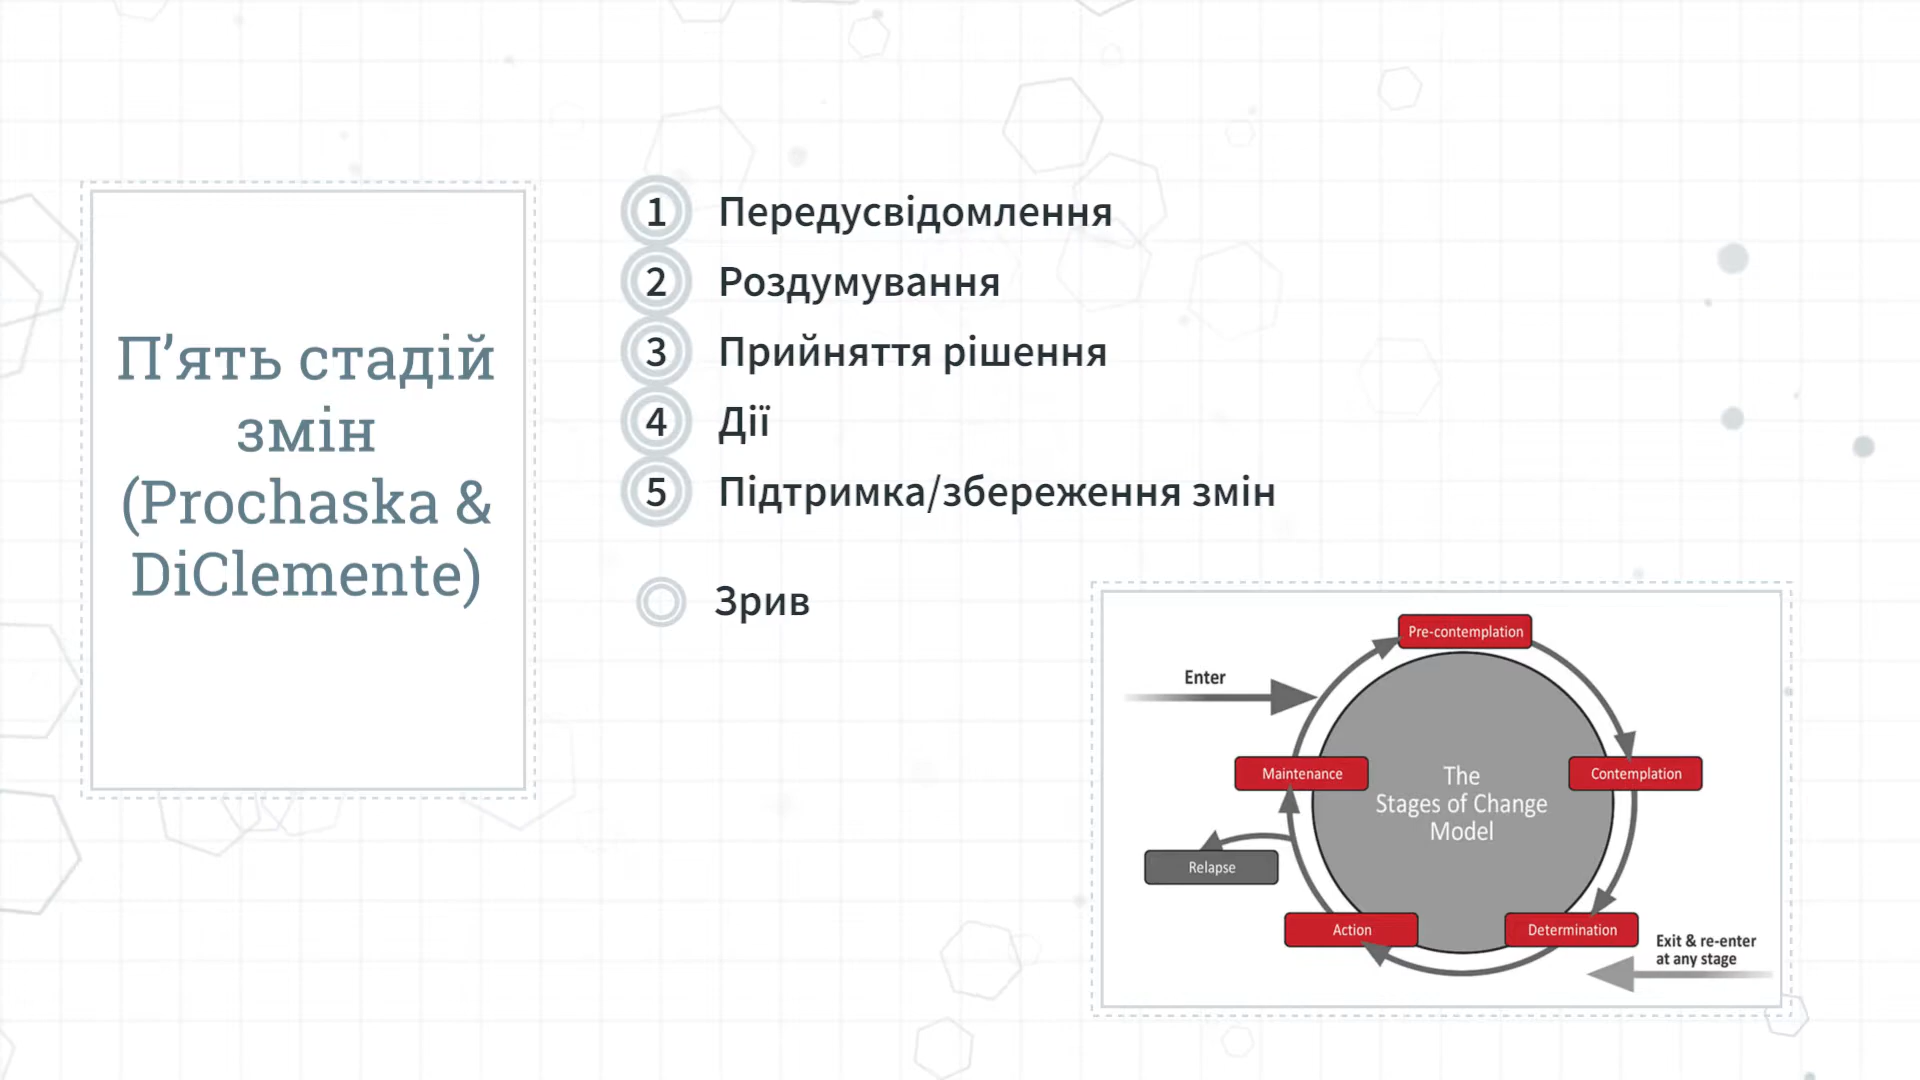 П’ять стадій
змін
(Prochaska &
DiClemente)
1 Передусвідомлення
2 Роздумування
3 Прийняття рішення
4 Дії
5 Підтримка/збереження змін
Зрив
Pre-contemplation
Enter
Maintenance
Contemplation
The
Stages of Change
Model
Relapse
Action
Determination
Exit & re-enter
at any stage